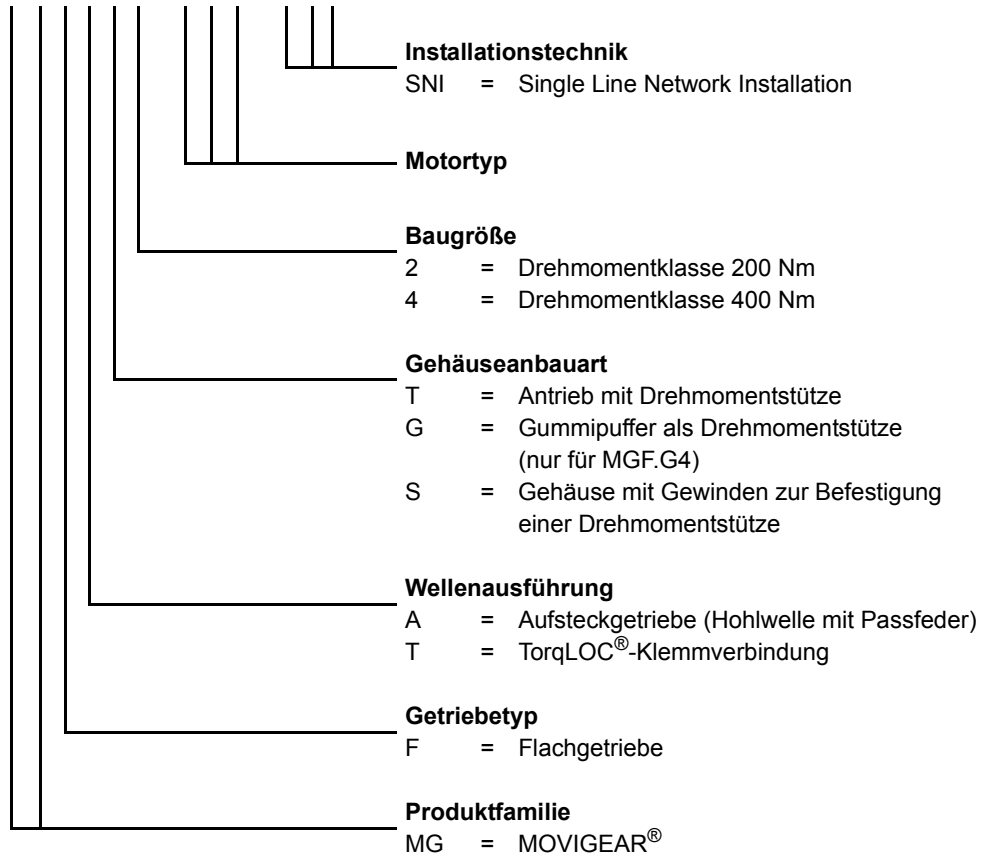 Installationstechnik
SNI = Single Line Network Installation
Motortyp
Baugröße
2 = Drehmomentklasse 200 Nm
4 = Drehmomentklasse 400 Nm
Gehäuseanbauart
T = Antrieb mit Drehmomentstütze
G = Gummipuffer als Drehmomentstütze
(nur für MGF.G4)
S = Gehäuse mit Gewinden zur Befestigung
einer Drehmomentstütze
Wellenausführung
A = Aufsteckgetriebe (Hohlwelle mit Passfeder)
T = TorqLOC®-Klemmverbindung
Getriebetyp
F = Flachgetriebe
Produktfamilie
MG = MOVIGEAR®